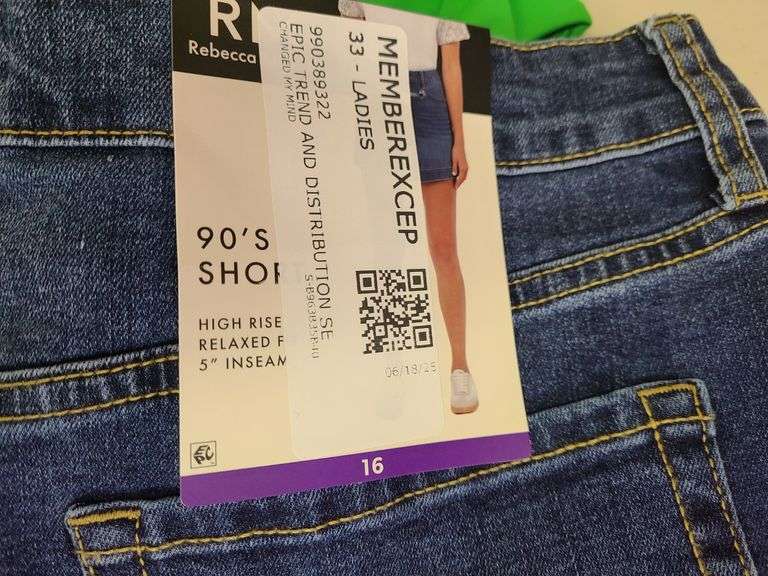 R
Rebecca
MEMBEREXCEP
33 - LADIES
990389322
EPIC TREND AND DISTRIBUTION SE
CHANGED MY MIND
06/18/25
90'S
SHOR
HIGH RISE
RELAXED F
5" INSEAM
16